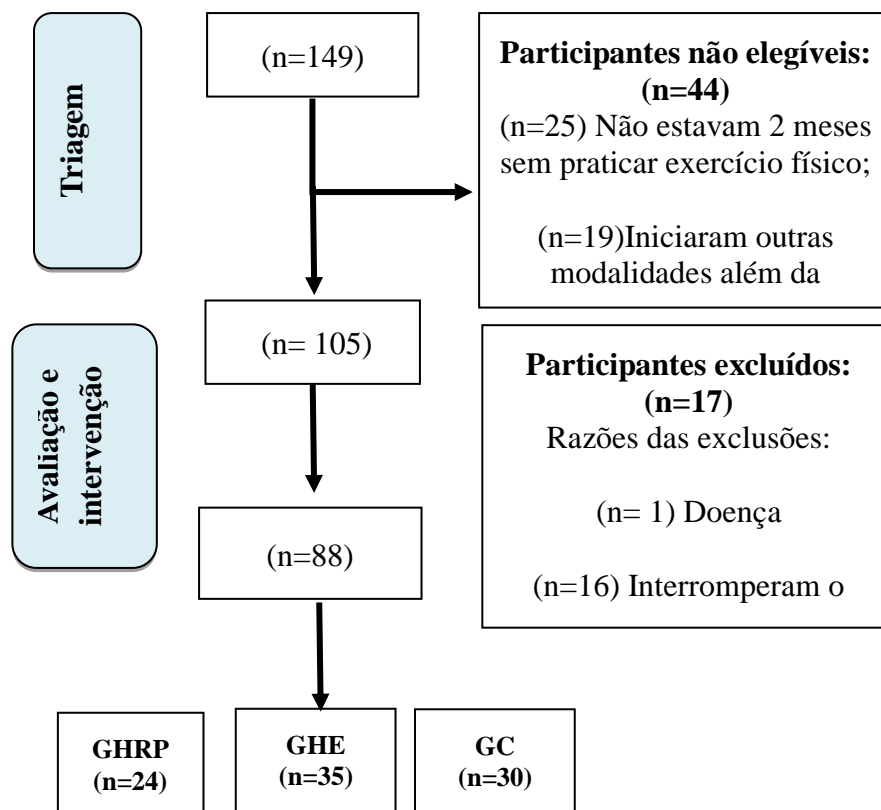 Triagem
(n=149)
Participantes não elegíveis:
(n=44)
(n=25) Não estavam 2 meses
sem praticar exercício físico;
(n=19)Iniciaram outras
modalidades além da
Avaliação e
intervenção
(n= 105)
Participantes excluídos:
(n=17)
Razões das exclusões:
(n= 1) Doença
(n=16) Interromperam o
(n=88)
GHRP
(n=24)
GHE
(n=35)
GC
(n=30)